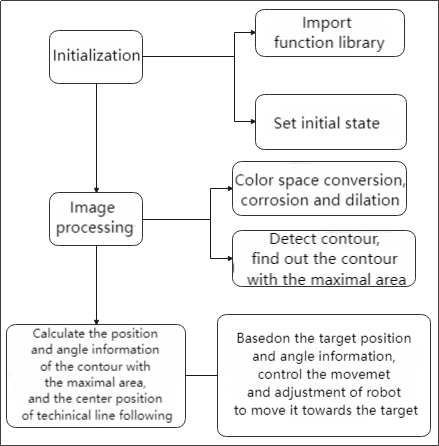 Import
function library
Initialization
Set initial state
Color space conversion,
corrosion and dilation
Image
processing
Detect contour,
find out the contour
with the maximal area
Calculate the position
and angle information
of the contour with
the maximal area,
and the center position
of techinical line following
Basedon the target position
and angle information,
control the movemet
and adjustment of robot
to move it towards the target